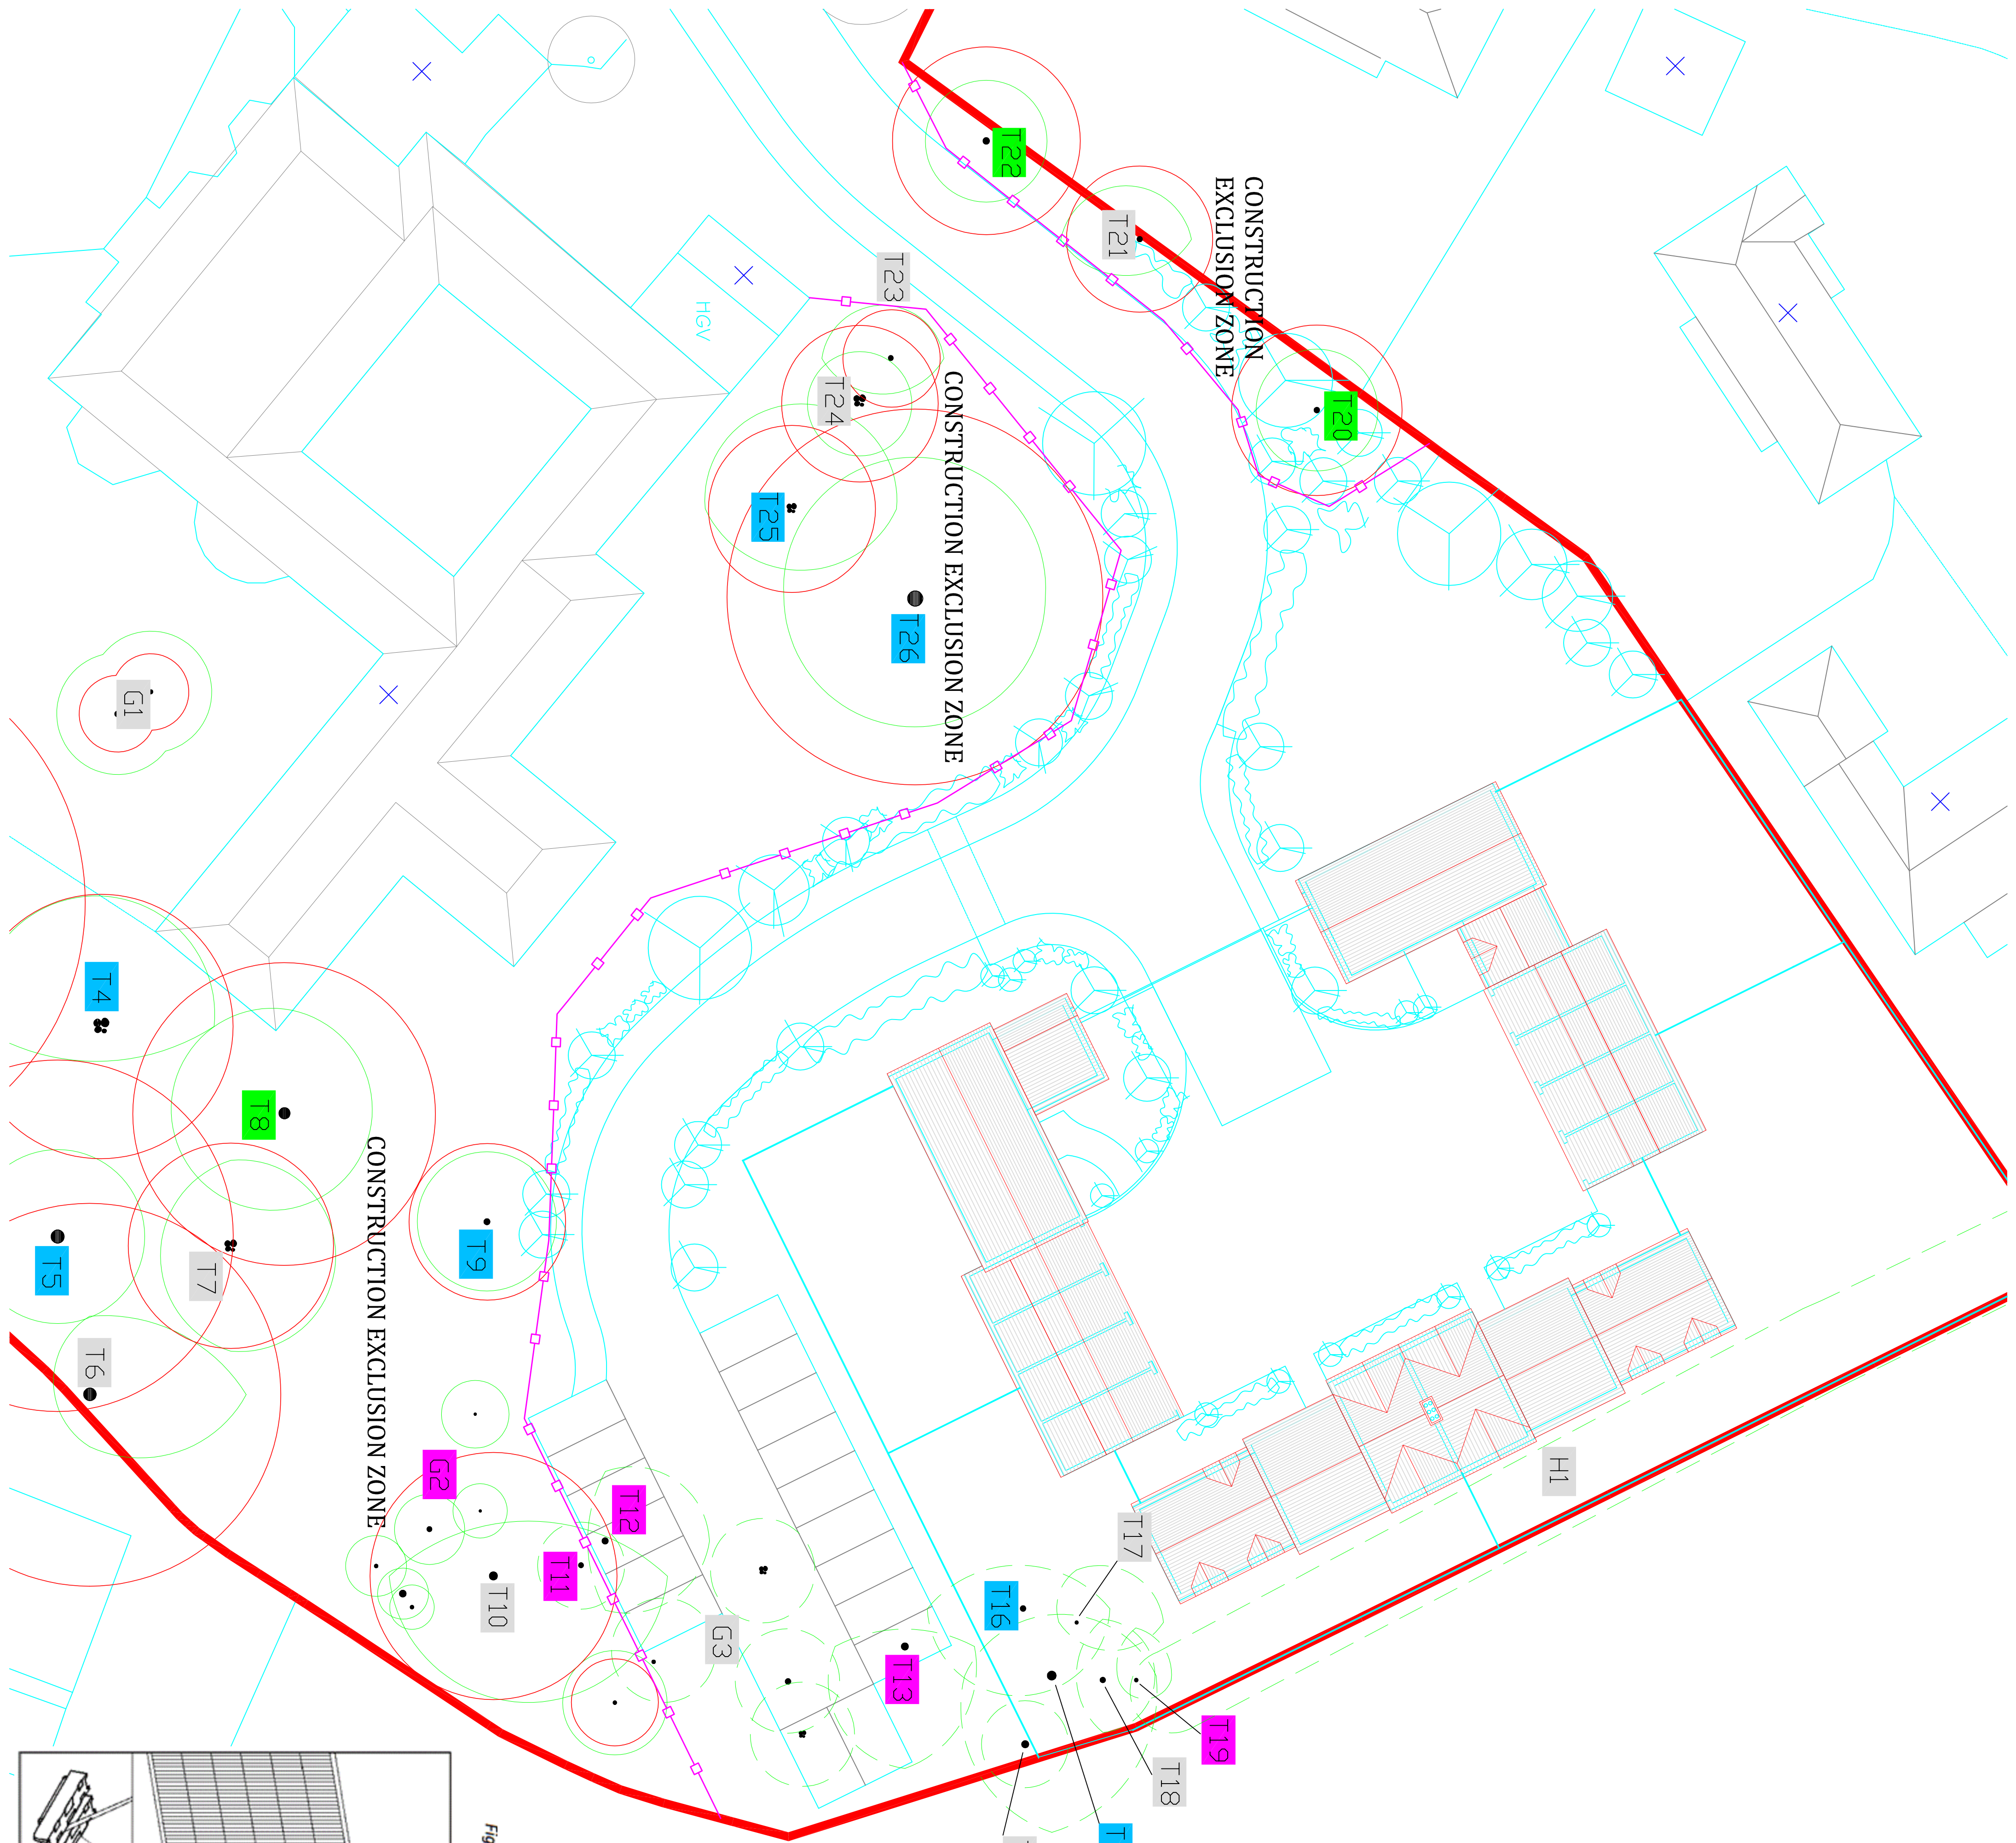 T22
T21
CONSTRUCTION
EXCLUSION ZONE
T20
T23
HGV
T24
CONSTRUCTION EXCLUSION ZONE
T25
T26
G1
T4
T8
T9
T5
T7
T6
CONSTRUCTION EXCLUSION ZONE
G2
T12
T11
T10
G3
T13
T16
T17
H1
T19
T18
T
Fig